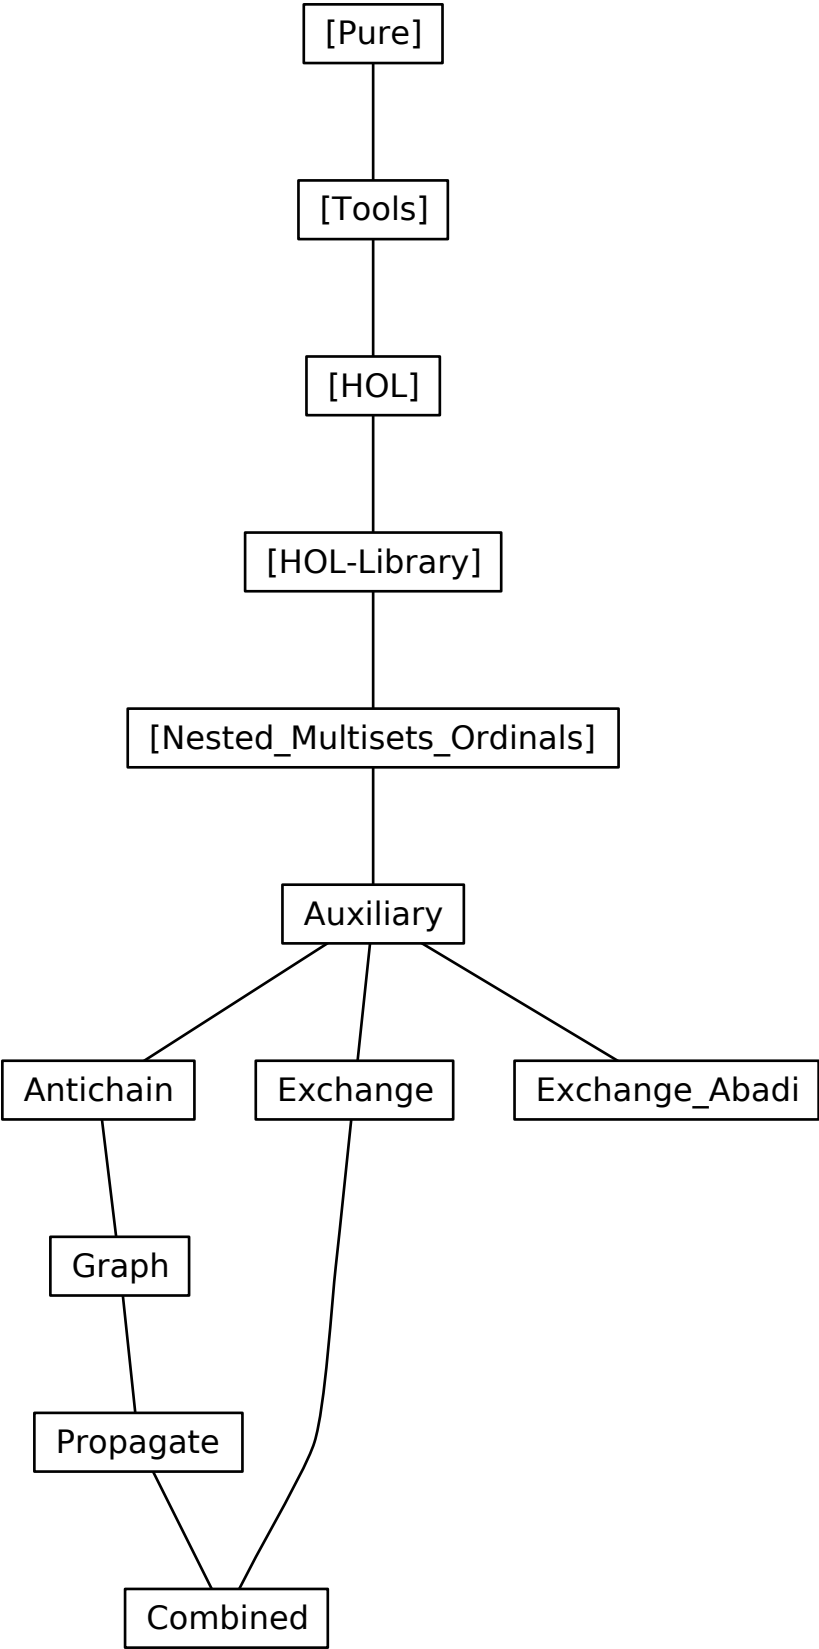 [Pure]
[Tools]
[HOL]
[HOL-Library]
[Nested_Multisets_Ordinals]
Auxiliary
Antichain
Exchange
Exchange_Abadi
Graph
Propagate
Combined